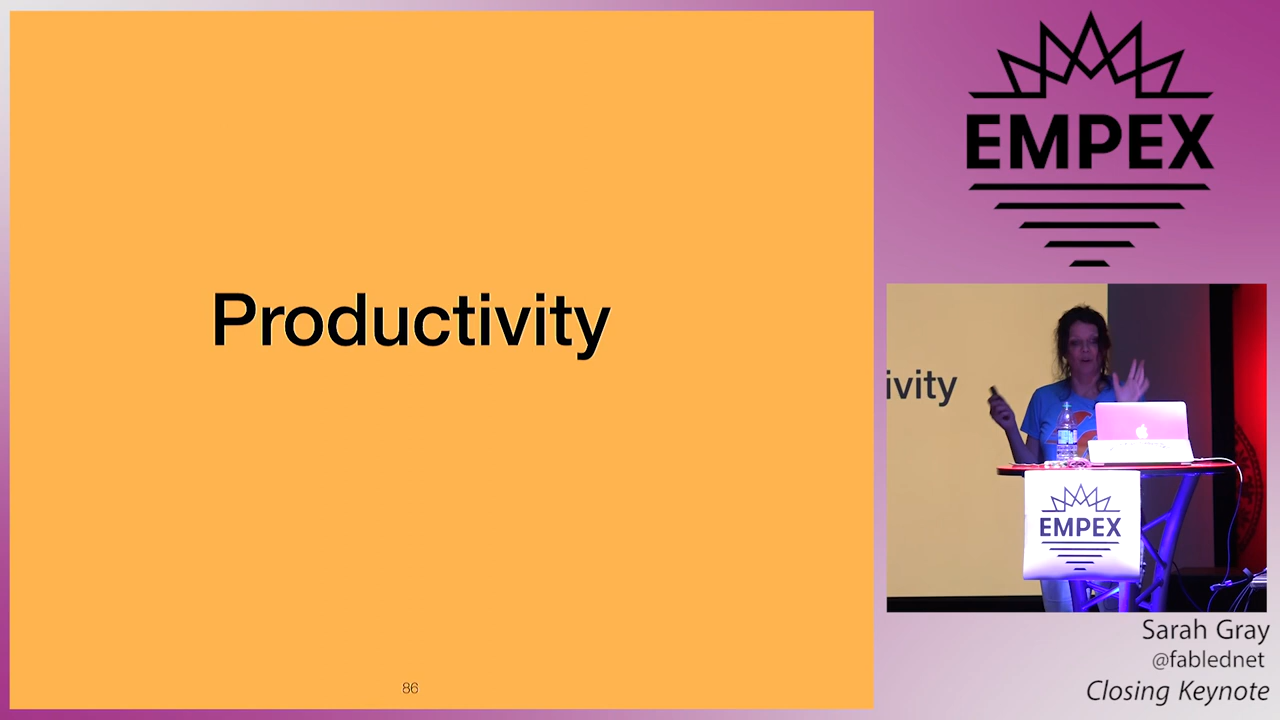 Productivity
86
EMPEX
ivity
EMPEX
Sarah Gray
@fablednet
Closing Keynote